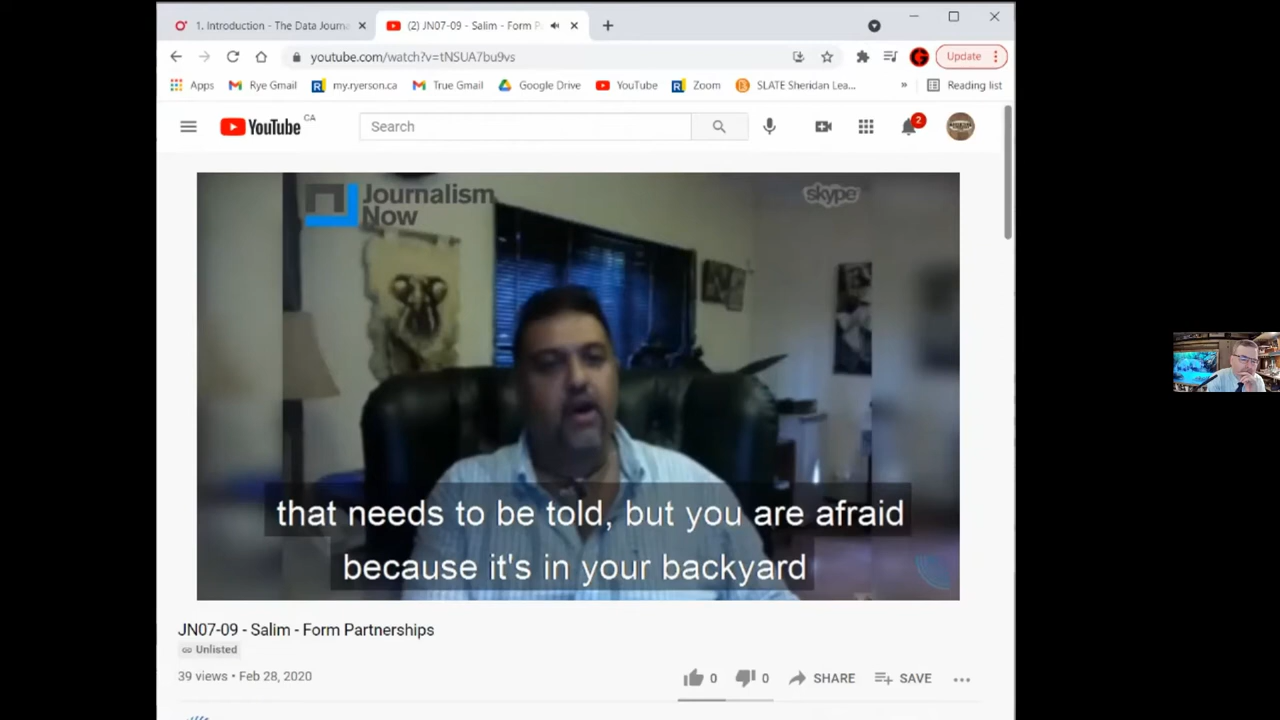 1. Introduction - The Data Journa
(2) JN07-09 - Salim - Form P
youtube.com/watch?v=tNSUA7bu9vs
Update
Apps
Rye Gmail
my.ryerson.ca
True Gmail
Google Drive
YouTube
Zoom
SLATE Sheridan Lea...
»
Reading list
YouTube CA
Search
2
Journalism
Now
skype
that needs to be told, but you are afraid
because it's in your backyard
JN07-09 - Salim - Form Partnerships
Unlisted
39 views • Feb 28, 2020
0
0
SHARE
SAVE